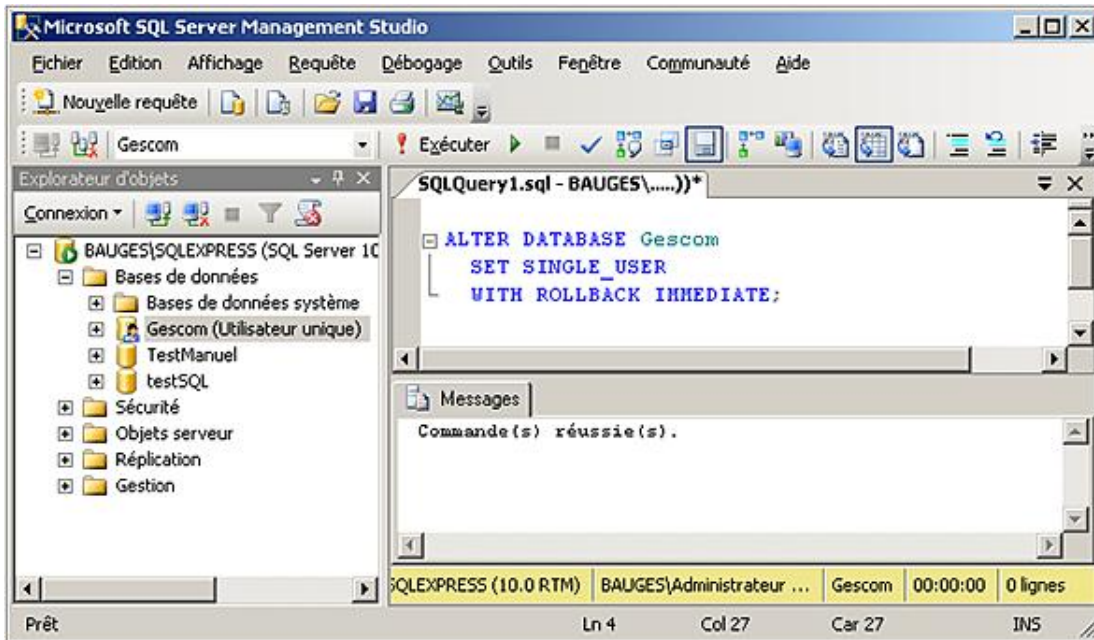 Microsoft SQL Server Management Studio
Fichier Edition Affichage Requête Débogage Outils Fenêtre Communauté Aide
Nouvelle requête
Gescom Exécuter
Explorateur d'objets
SQLQuery1.sql - BAUGES\.....))*
Connexion
BAUGES\SQLEXPRESS (SQL Server 10
Bases de données
Bases de données système
Gescom (Utilisateur unique)
TestManuel
testSQL
Sécurité
Objets serveur
Réplication
Gestion
ALTER DATABASE Gescom
SET SINGLE_USER
WITH ROLLBACK IMMEDIATE;
Messages
Commande(s) réussie(s).
SQLEXPRESS (10.0 RTM) BAUGES\Administrateur ... Gescom 00:00:00 0 lignes
Prêt Ln 4 Col 27 Car 27 INS